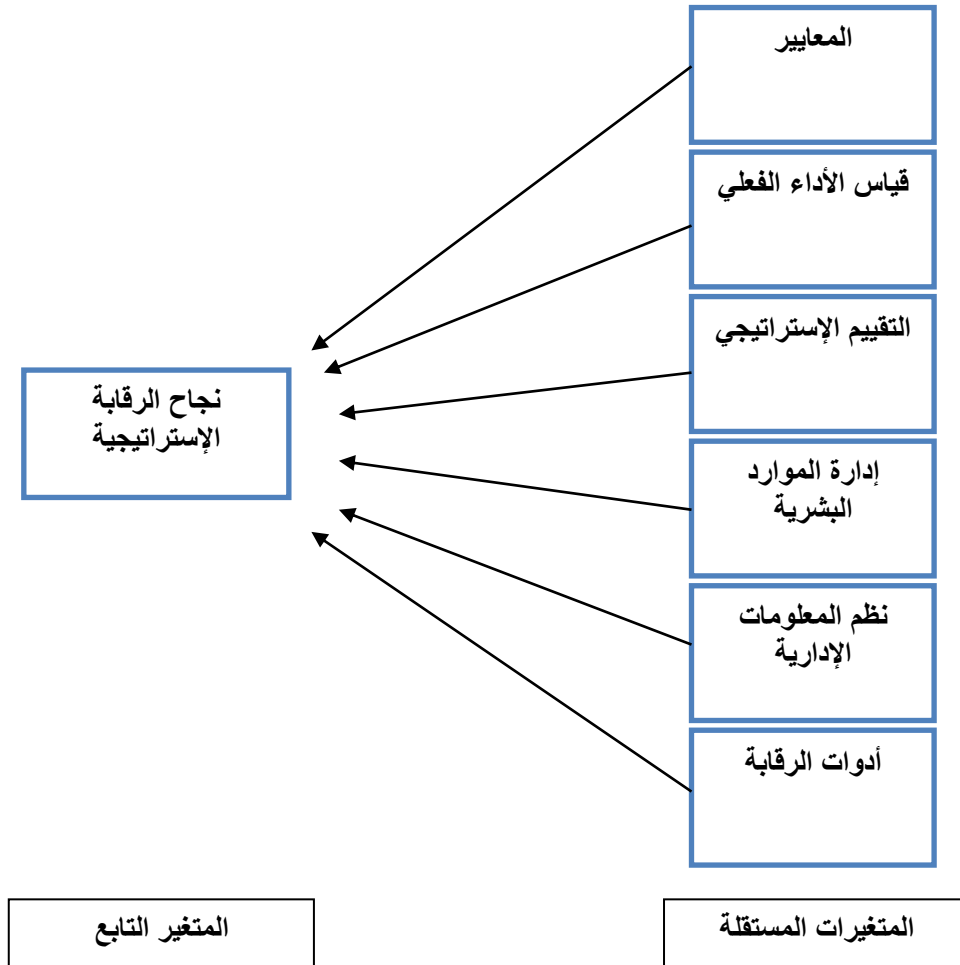 المعايير
قياس الأداء الفعلي
التقييم الإستراتيجي
نجاح الرقابة
الإستراتيجية
إدارة الموارد
البشرية
نظم المعلومات
الإدارية
أدوات الرقابة
المتغيرات المستقلة
المتغير التابع